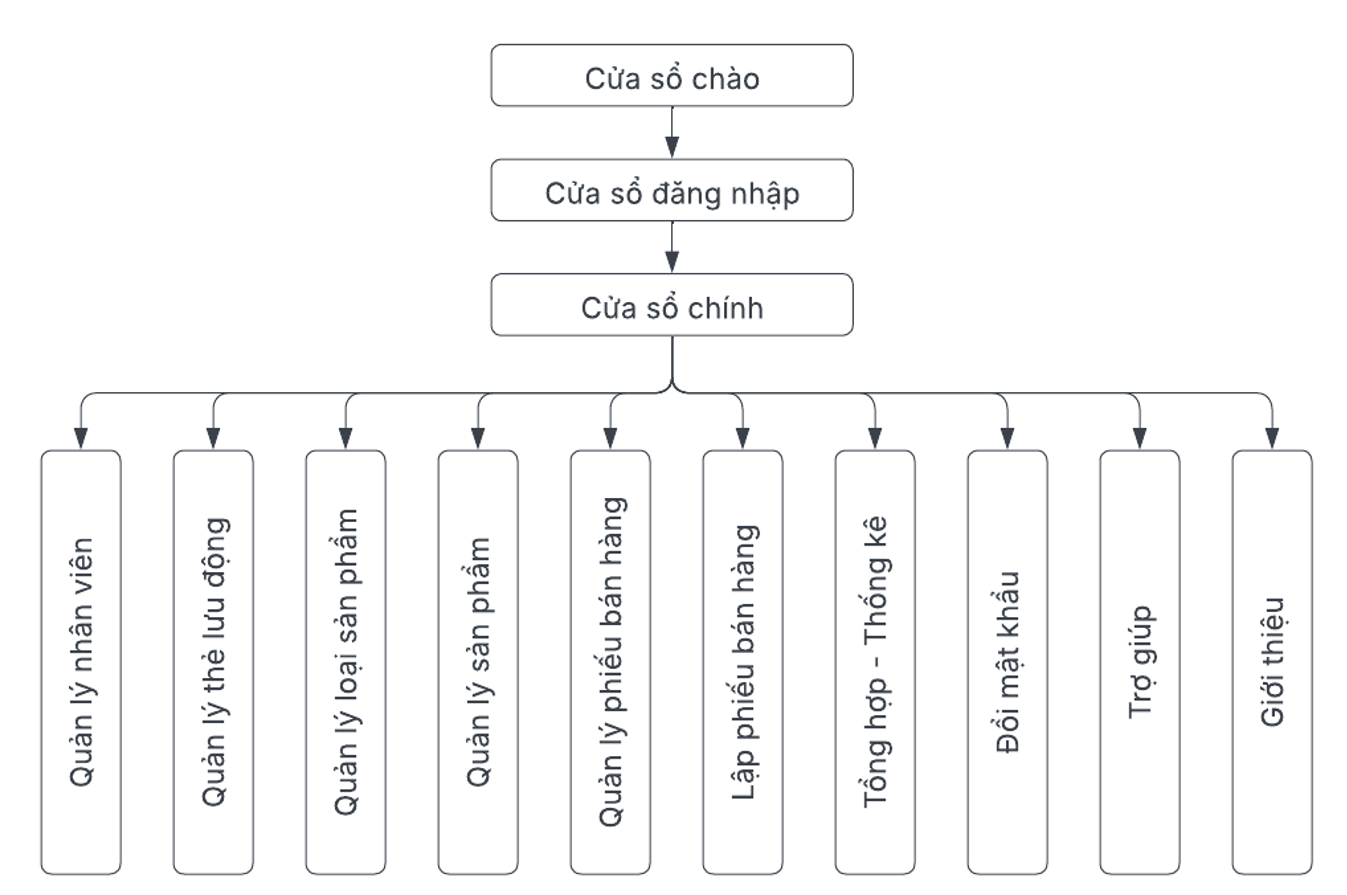 Cửa sổ chào
Cửa sổ đăng nhập
Cửa sổ chính
Quản lý nhân viên
Quản lý thẻ lưu động
Quản lý loại sản phẩm
Quản lý sản phẩm
Quản lý phiếu bán hàng
Lập phiếu bán hàng
Tổng hợp - Thống kê
Đổi mật khẩu
Trợ giúp
Giới thiệu